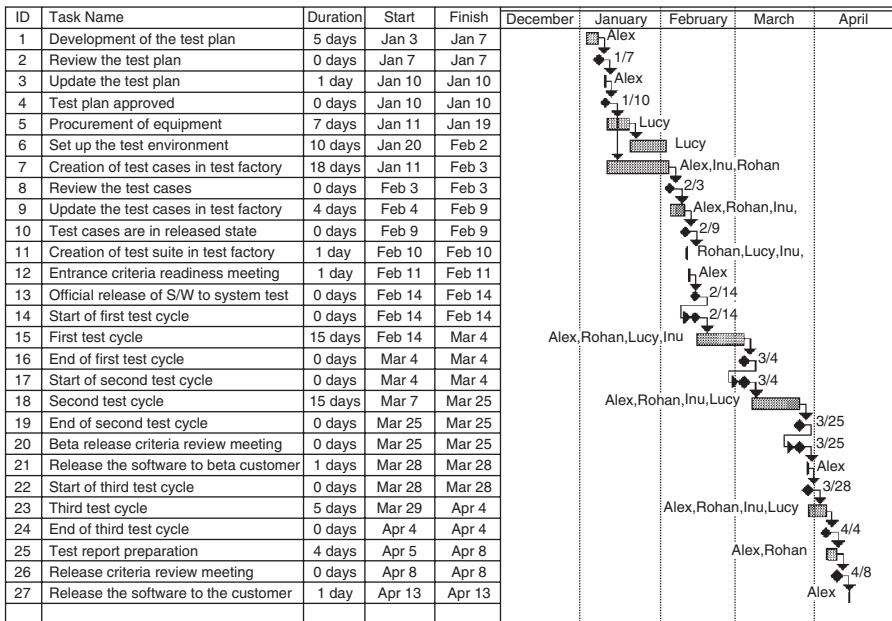 ID Task Name Duration Start Finish December January February March April
1 Development of the test plan 5 days Jan 3 Jan 7 Alex
2 Review the test plan 0 days Jan 7 Jan 7 1/7
3 Update the test plan 1 day Jan 10 Jan 10 Alex
4 Test plan approved 0 days Jan 10 Jan 10 1/10
5 Procurement of equipment 7 days Jan 11 Jan 19 Lucy
6 Set up the test environment 10 days Jan 20 Feb 2 Lucy
7 Creation of test cases in test factory 18 days Jan 11 Feb 3 Alex,Inu,Rohan
8 Review the test cases 0 days Feb 3 Feb 3 2/3
9 Update the test cases in test factory 4 days Feb 4 Feb 9 Alex,Rohan,Inu,
10 Test cases are in released state 0 days Feb 9 Feb 9 2/9
11 Creation of test suite in test factory 1 day Feb 10 Feb 10 Rohan,Lucy,Inu,
12 Entrance criteria readiness meeting 1 day Feb 11 Feb 11 Alex
13 Official release of S/W to system test 0 days Feb 14 Feb 14 2/14
14 Start of first test cycle 0 days Feb 14 Feb 14 2/14
15 First test cycle 15 days Feb 14 Mar 4 Alex,Rohan,Lucy,Inu
16 End of first test cycle 0 days Mar 4 Mar 4 3/4
17 Start of second test cycle 0 days Mar 4 Mar 4 3/4
18 Second test cycle 15 days Mar 7 Mar 25 Alex,Rohan,Inu,Lucy
19 End of second test cycle 0 days Mar 25 Mar 25 3/25
20 Beta release criteria review meeting 0 days Mar 25 Mar 25 3/25
21 Release the software to beta customer 1 days Mar 28 Mar 28 Alex
22 Start of third test cycle 0 days Mar 28 Mar 28 3/28
23 Third test cycle 5 days Mar 29 Apr 4 Alex,Rohan,Inu,Lucy
24 End of third test cycle 0 days Apr 4 Apr 4 4/4
25 Test report preparation 4 days Apr 5 Apr 8 Alex,Rohan
26 Release criteria review meeting 0 days Apr 8 Apr 8 4/8
27 Release the software to the customer 1 day Apr 13 Apr 13 Alex